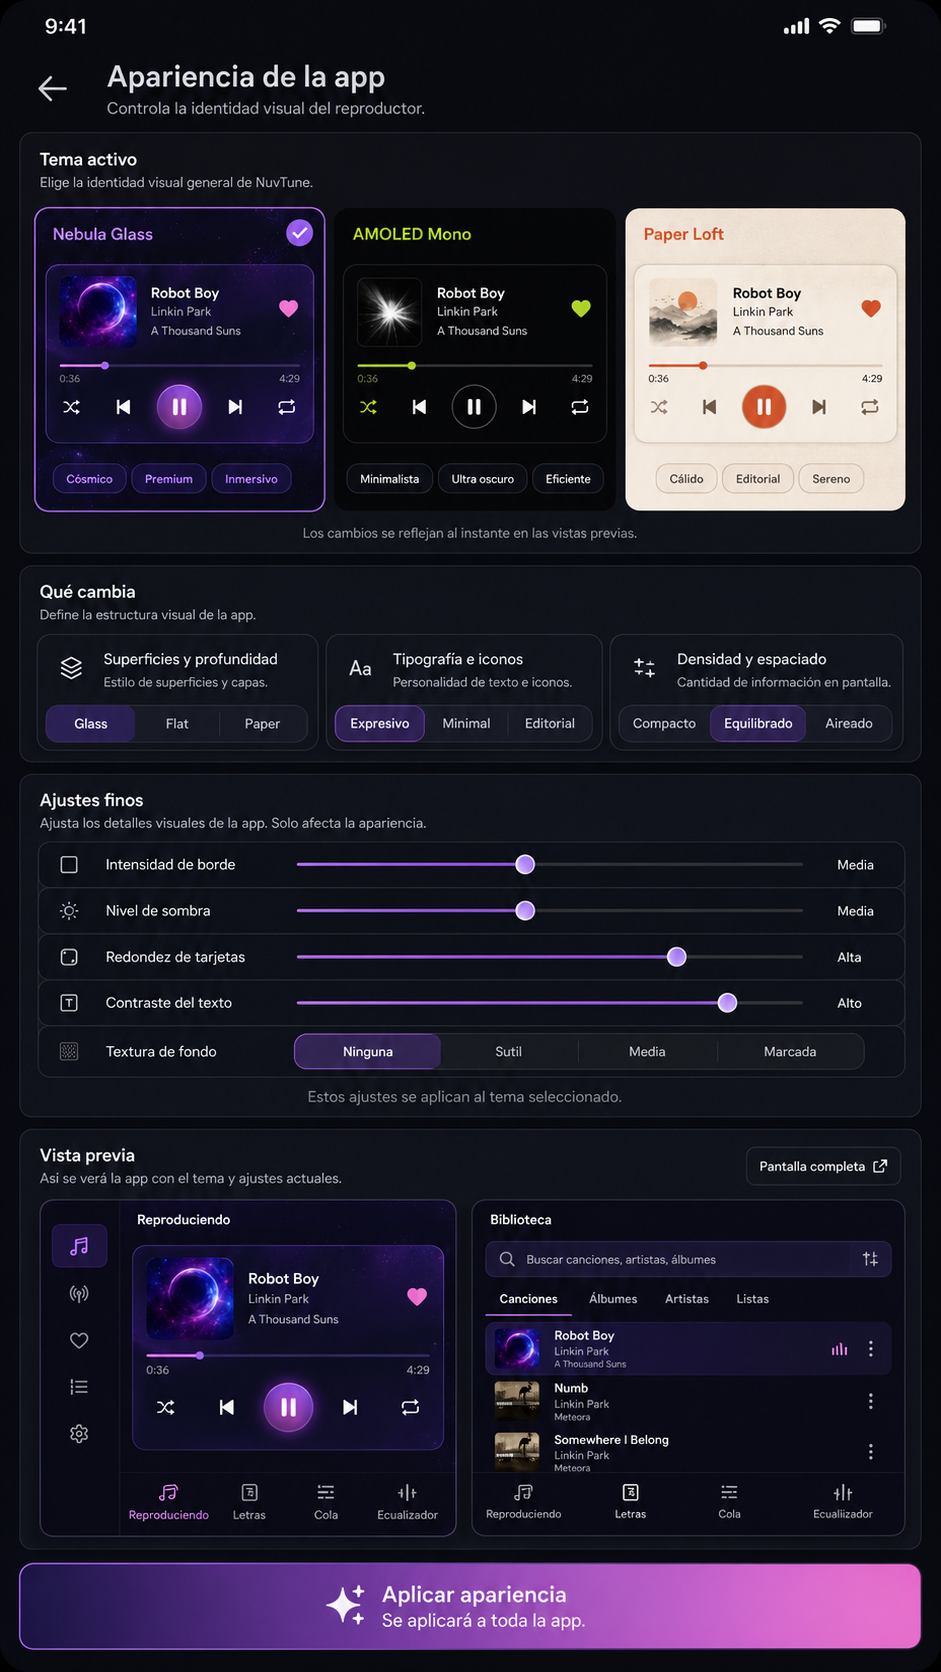 9:41
Apariencia de la app
Controla la identidad visual del reproductor.
Tema activo
Elige la identidad visual general de NuvTune.
Nebula Glass
Robot Boy
Linkin Park
A Thousand Suns
0:36
4:29
Cósmico
Premium
Inmersivo
AMOLED Mono
Robot Boy
Linkin Park
A Thousand Suns
0:36
4:29
Minimalista
Ultra oscuro
Eficiente
Paper Loft
Robot Boy
Linkin Park
A Thousand Suns
0:36
4:29
Cálido
Editorial
Sereno
Los cambios se reflejan al instante en las vistas previas.
Qué cambia
Define la estructura visual de la app.
Superficies y profundidad
Estilo de superficies y capas.
Glass
Flat
Paper
Aa
Tipografía e iconos
Personalidad de texto e iconos.
Expresivo
Minimal
Editorial
Densidad y espaciado
Cantidad de información en pantalla.
Compacto
Equilibrado
Aireado
Ajustes finos
Ajusta los detalles visuales de la app. Solo afecta la apariencia.
Intensidad de borde
Media
Nivel de sombra
Media
Redondez de tarjetas
Alta
T
Contraste del texto
Alto
Textura de fondo
Ninguna
Sutil
Media
Marcada
Estos ajustes se aplican al tema seleccionado.
Vista previa
Asi se verá la app con el tema y ajustes actuales.
Pantalla completa
Reproduciendo
Robot Boy
Linkin Park
A Thousand Suns
0:36
4:29
Reproduciendo
Letras
Cola
Ecualizador
Biblioteca
Buscar canciones, artistas, álbumes
Canciones
Álbumes
Artistas
Listas
Robot Boy
Linkin Park
A Thousand Suns
Numb
Linkin Park
Meteora
Somewhere I Belong
Linkin Park
Meteora
Reproduciendo
Letras
Cola
Ecualiizador
Aplicar apariencia
Se aplicará a toda la app.